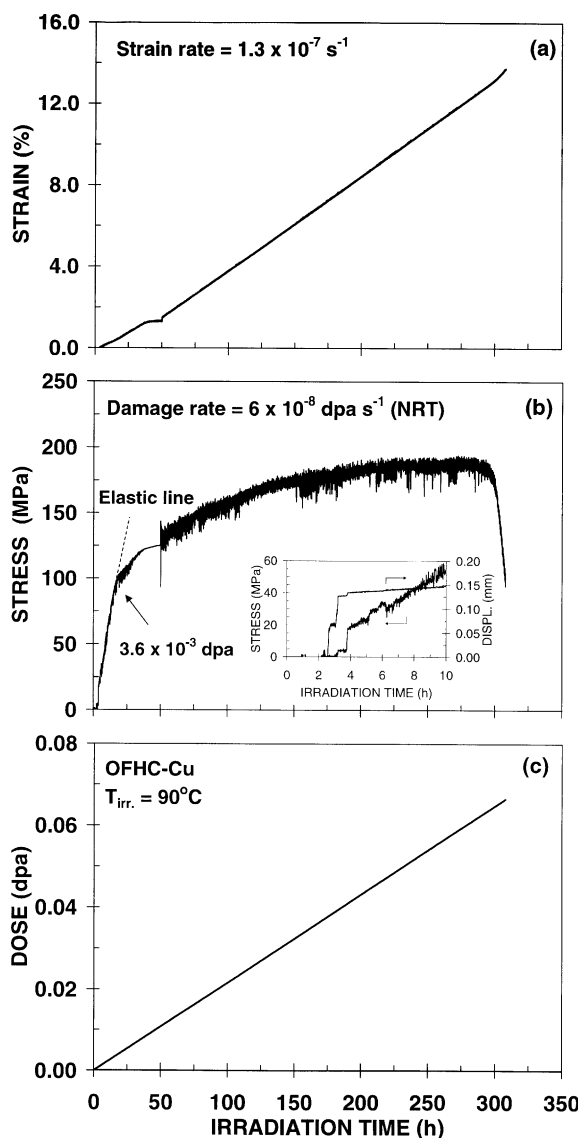 16.0
Strain rate = 1.3 x 10⁻⁷ s⁻¹
(a)
12.0
8.0
4.0
0.0
STRAIN (%)
250
Damage rate = 6 x 10⁻⁸ dpa s⁻¹ (NRT)
(b)
200
Elastic line
150
100
3.6 x 10⁻³ dpa
50
0
STRESS (MPa)
60
40
20
0
STRESS (MPa)
0.20
0.15
0.10
0.05
0.00
DISPL. (mm)
0 2 4 6 8 10
IRRADIATION TIME (h)
0.08
OFHC-Cu
(c)
T_irr. = 90°C
0.06
0.04
0.02
0.00
DOSE (dpa)
0 50 100 150 200 250 300 350
IRRADIATION TIME (h)